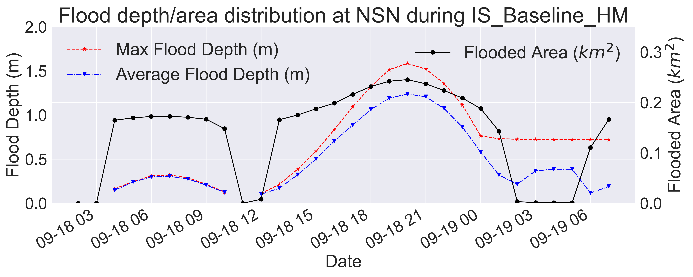 Flood depth/area distribution at NSN during IS_Baseline_HM
2.0
1.5
1.0
0.5
0.0
Flood Depth (m)
Max Flood Depth (m)
Average Flood Depth (m)
Flooded Area (km²)
0.3
0.2
0.1
0.0
Flooded Area (km²)
09-18 03
09-18 06
09-18 09
09-18 12
09-18 15
09-18 18
09-18 21
09-19 00
09-19 03
09-19 06
Date